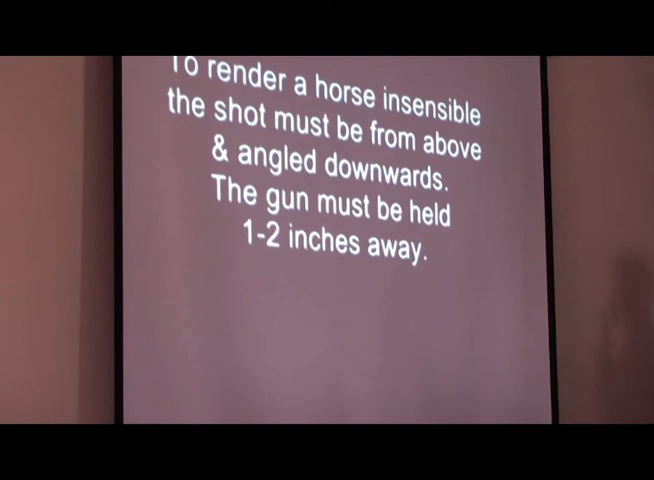 To render a horse insensible
the shot must be from above
& angled downwards.
The gun must be held
1-2 inches away.